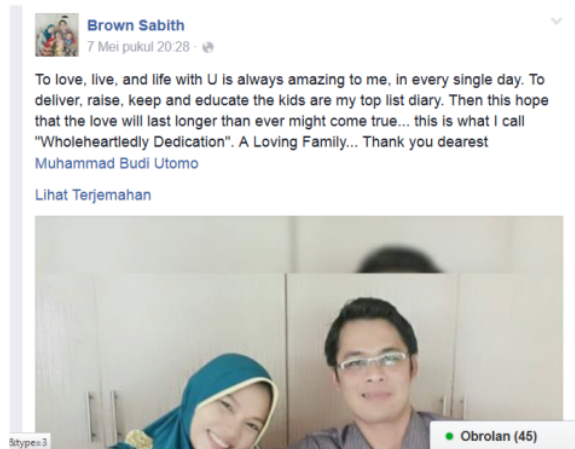 Brown Sabith
7 Mei pukul 20:28 ·
To love, live, and life with U is always amazing to me, in every single day. To
deliver, raise, keep and educate the kids are my top list diary. Then this hope
that the love will last longer than ever might come true... this is what I call
"Wholeheartledly Dedication". A Loving Family... Thank you dearest
Muhammad Budi Utomo
Lihat Terjemahan
&type=3
Obrolan (45)